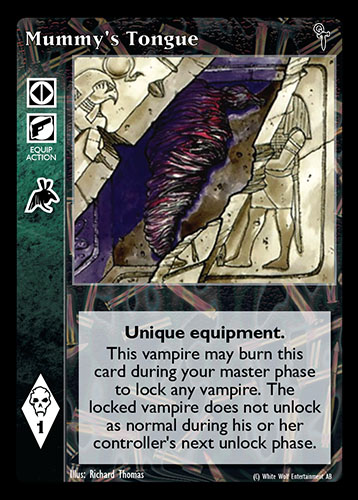 Mummy's Tongue
EQUIP
ACTION
Unique equipment.
This vampire may burn this
card during your master phase
to lock any vampire. The
locked vampire does not unlock
as normal during his or her
controller's next unlock phase.
1
Illus: Richard Thomas
(C) White Wolf Entertainment AB